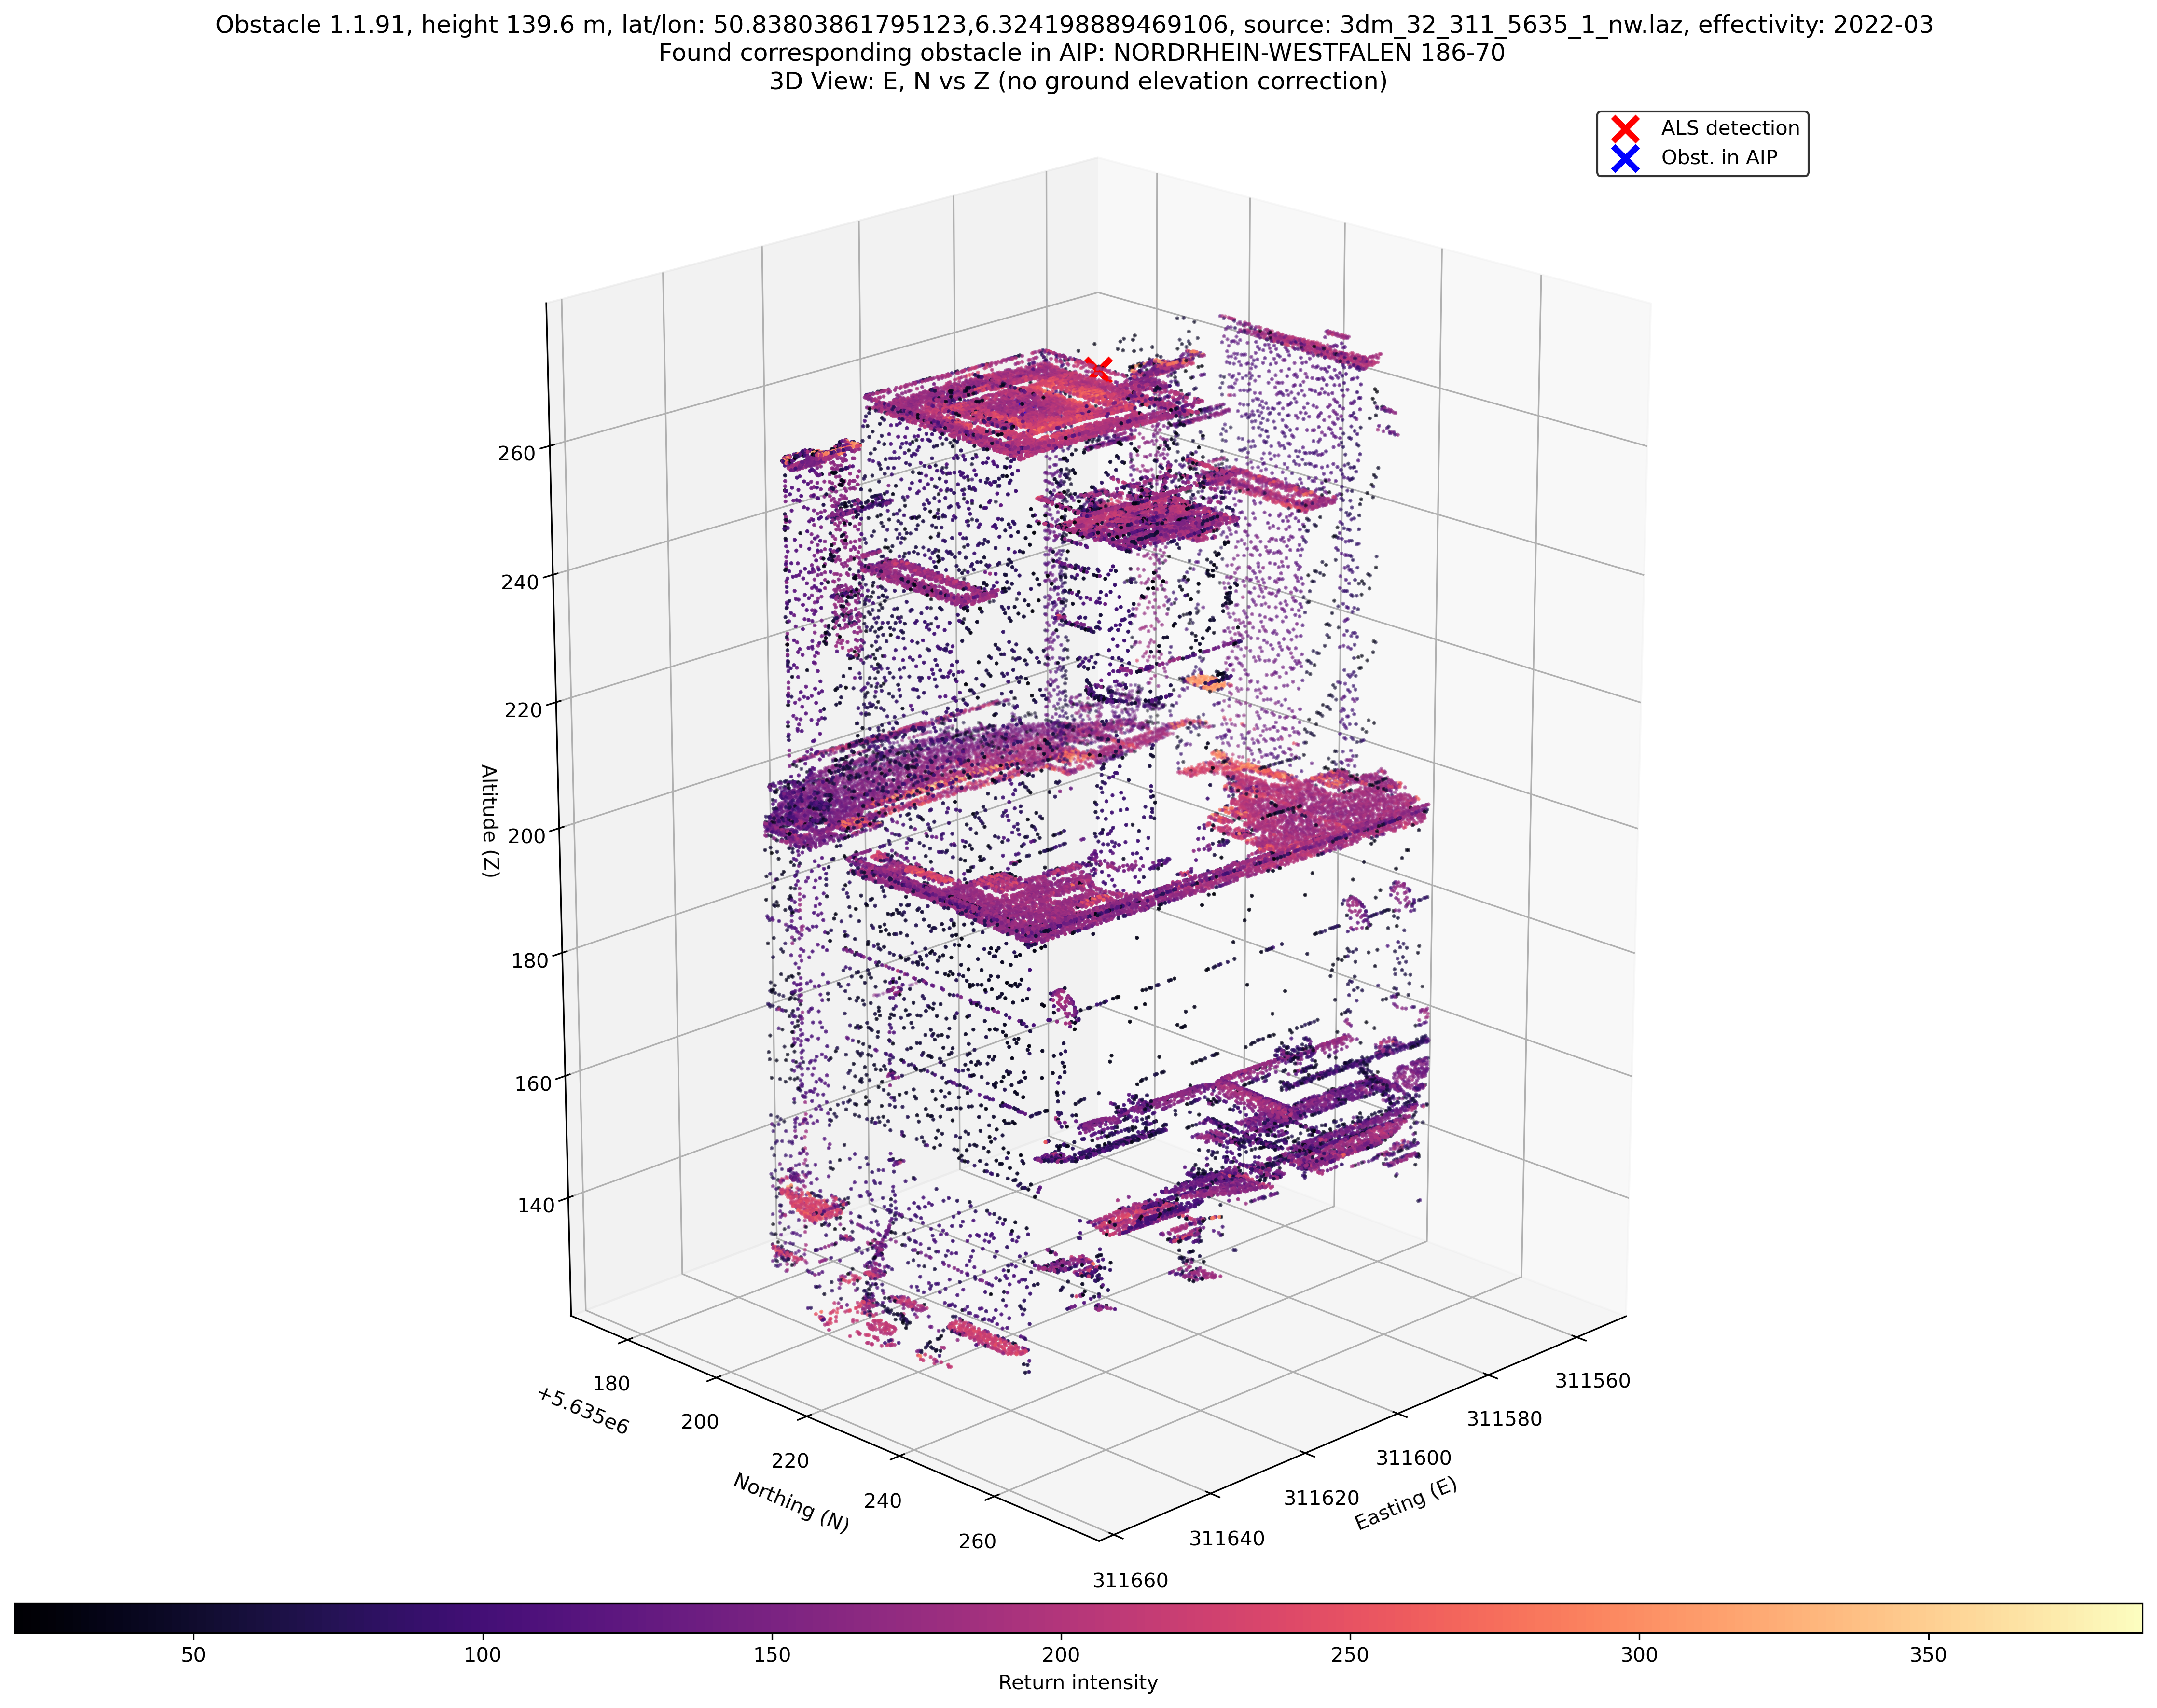 Obstacle 1.1.91, height 139.6 m, lat/lon: 50.83803861795123,6.324198889469106, source: 3dm_32_311_5635_1_nw.laz, effectivity: 2022-03
Found corresponding obstacle in AIP: NORDRHEIN-WESTFALEN 186-70
3D View: E, N vs Z (no ground elevation correction)
ALS detection
Obst. in AIP
260
240
220
200
180
160
140
Altitude (Z)
180
200
220
240
260
+5.635e6
Northing (N)
311560
311580
311600
311620
311640
311660
Easting (E)
50
100
150
200
250
300
350
Return intensity